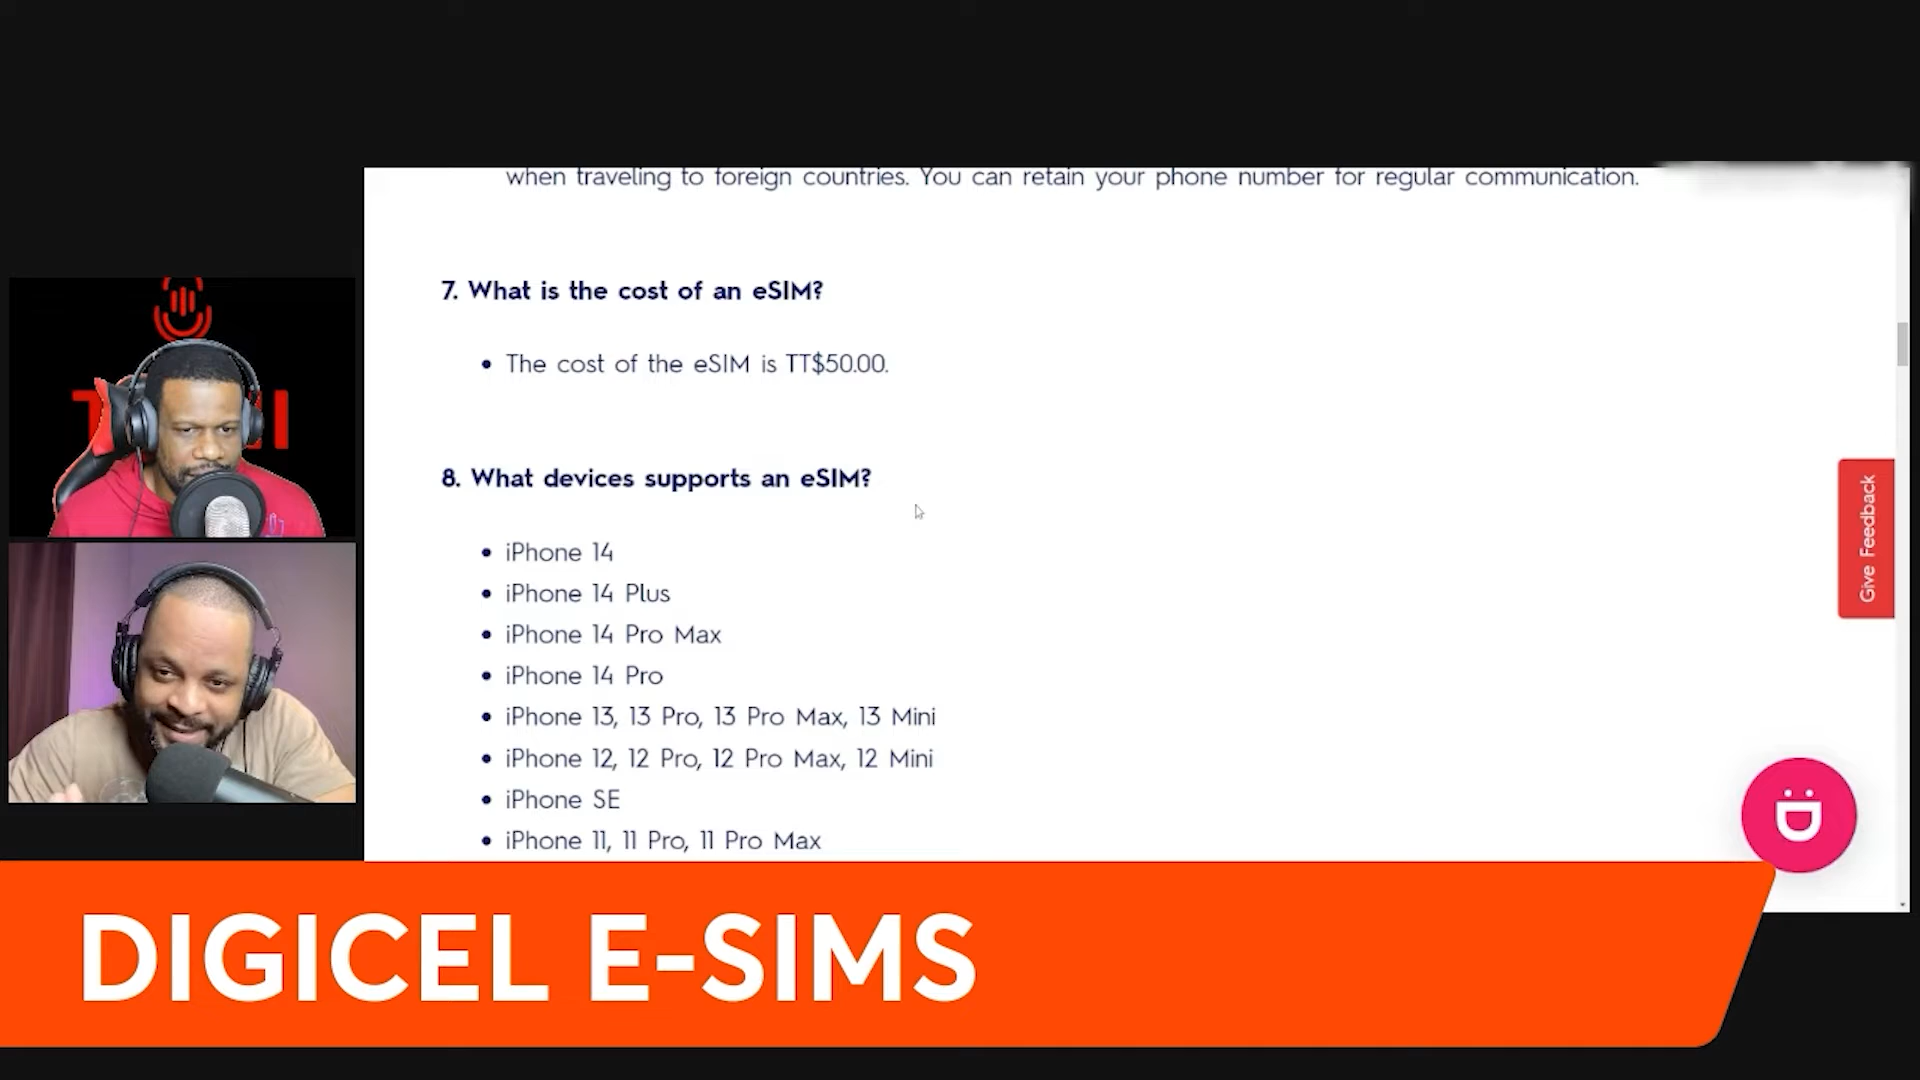 when traveling to foreign countries. You can retain your phone number for regular communication.
7. What is the cost of an eSIM?
• The cost of the eSIM is TT$50.00.
8. What devices supports an eSIM?
• iPhone 14
• iPhone 14 Plus
• iPhone 14 Pro Max
• iPhone 14 Pro
• iPhone 13, 13 Pro, 13 Pro Max, 13 Mini
• iPhone 12, 12 Pro, 12 Pro Max, 12 Mini
• iPhone SE
• iPhone 11, 11 Pro, 11 Pro Max
Give Feedback
DIGICEL E-SIMS